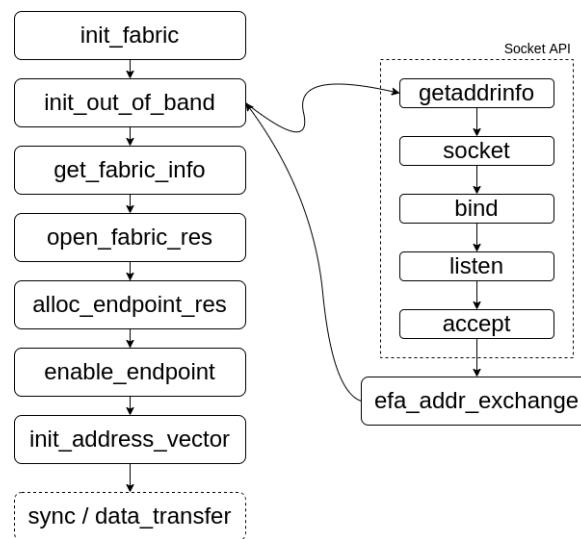 init_fabric
init_out_of_band
get_fabric_info
open_fabric_res
alloc_endpoint_res
enable_endpoint
init_address_vector
sync / data_transfer
Socket API
getaddrinfo
socket
bind
listen
accept
efa_addr_exchange